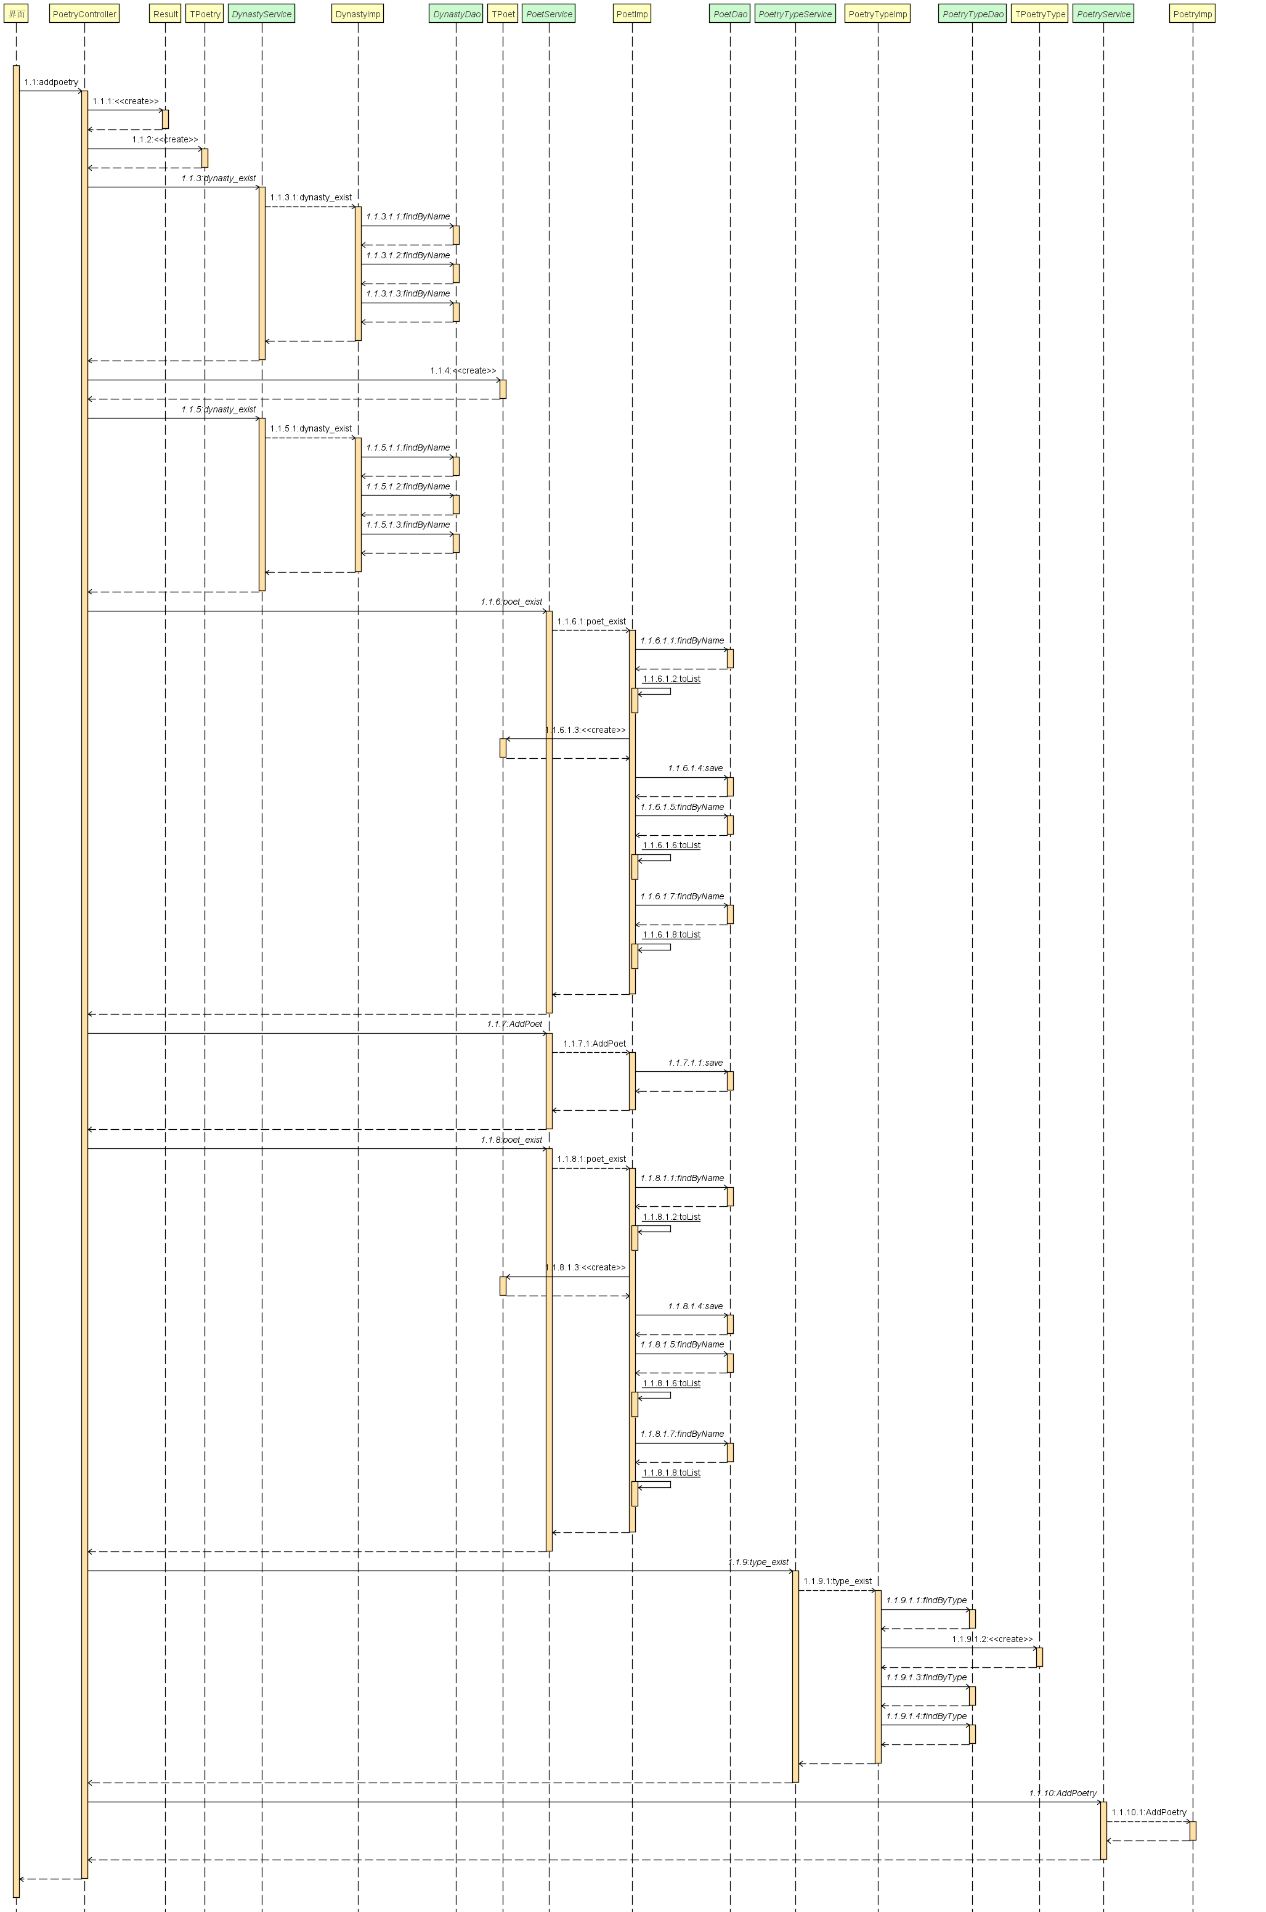 界面
PoetryController
Result
TPoetry
DynastyService
DynastyImp
DynastyDao
TPoet
PoetService
PoetImp
PoetDao
PoetryTypeService
PoetryTypeImp
PoetryTypeDao
TPoetryType
PoetryService
PoetryImp
1.1:addpoetry
1.1.1:<<create>>
1.1.2:<<create>>
1.1.3:dynasty_exist
1.1.3.1:dynasty_exist
1.1.3.1.1:findByName
1.1.3.1.2:findByName
1.1.3.1.3:findByName
1.1.4:<<create>>
1.1.5:dynasty_exist
1.1.5.1:dynasty_exist
1.1.5.1.1:findByName
1.1.5.1.2:findByName
1.1.5.1.3:findByName
1.1.6:poet_exist
1.1.6.1:poet_exist
1.1.6.1.1:findByName
1.1.6.1.2:toList
1.1.6.1.3:<<create>>
1.1.6.1.4:save
1.1.6.1.5:findByName
1.1.6.1.6:toList
1.1.6.1.7:findByName
1.1.6.1.8:toList
1.1.7:AddPoet
1.1.7.1:AddPoet
1.1.7.1.1:save
1.1.8:poet_exist
1.1.8.1:poet_exist
1.1.8.1.1:findByName
1.1.8.1.2:toList
1.1.8.1.3:<<create>>
1.1.8.1.4:save
1.1.8.1.5:findByName
1.1.8.1.6:toList
1.1.8.1.7:findByName
1.1.8.1.8:toList
1.1.9:type_exist
1.1.9.1:type_exist
1.1.9.1.1:findByType
1.1.9.1.2:<<create>>
1.1.9.1.3:findByType
1.1.9.1.4:findByType
1.1.10:AddPoetry
1.1.10.1:AddPoetry